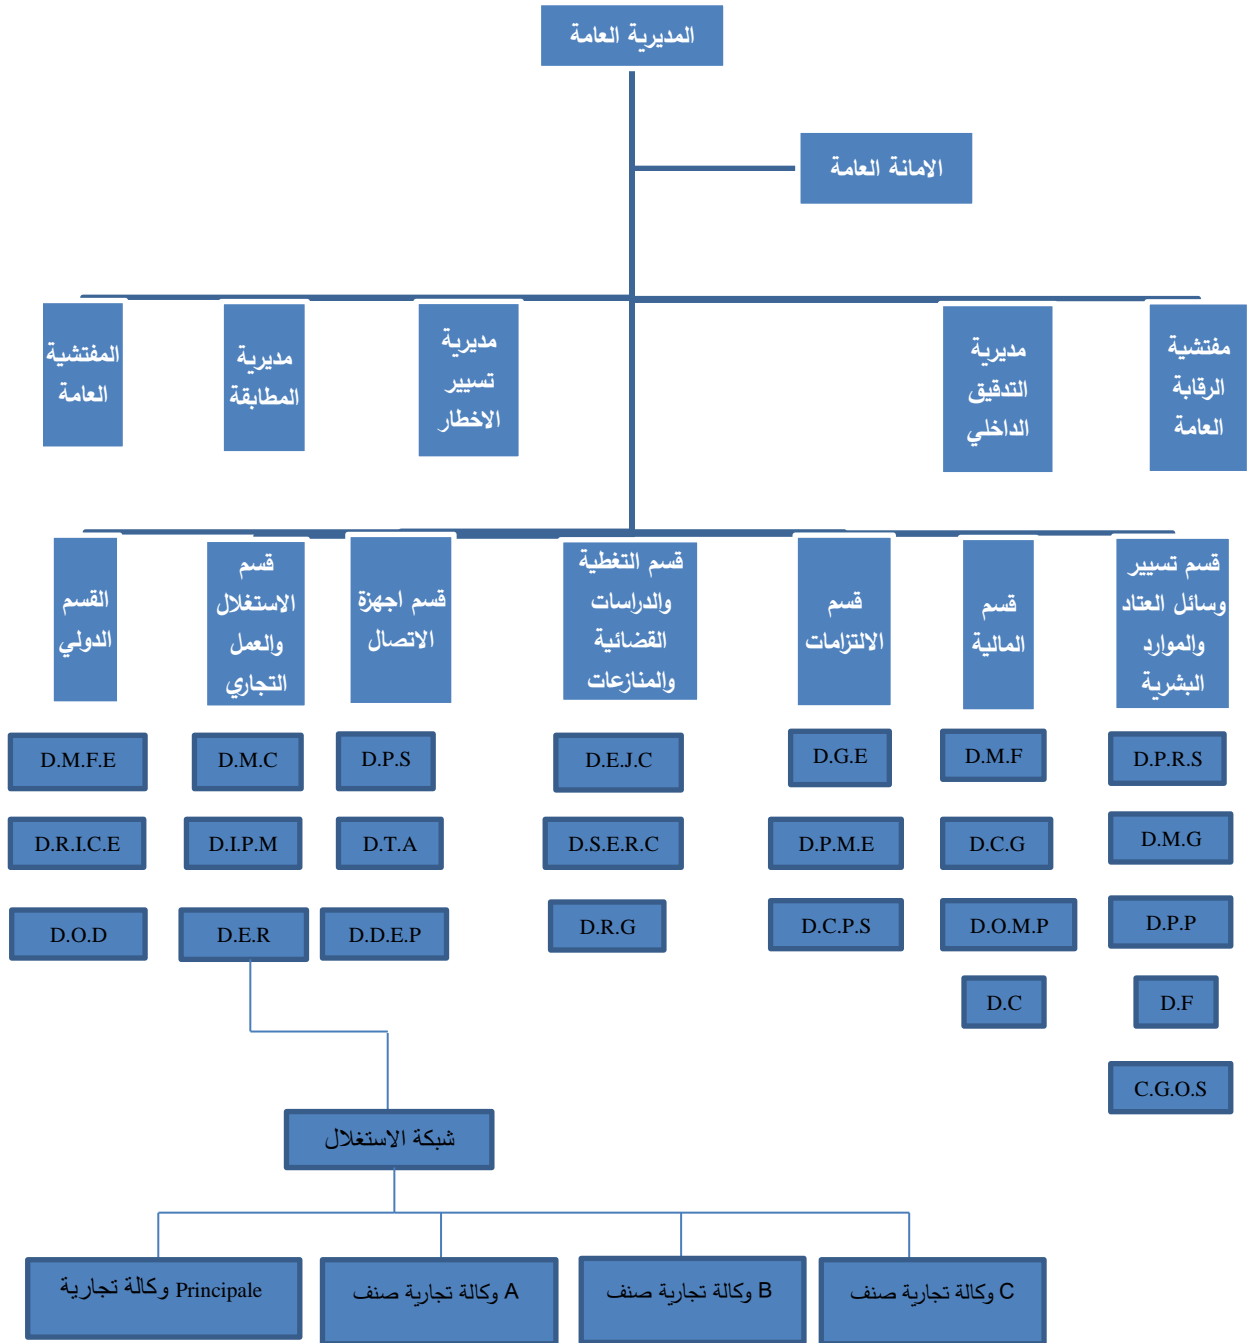 المديرية العامة
الامانة العامة
مفتشية
الرقابة
العامة
مديرية
التدقيق
الداخلي
مديرية
تسيير
الاخطار
مديرية
المطابقة
المفتشية
العامة
قسم تسيير
وسائل العتاد
والموارد
البشرية
قسم
المالية
قسم
الالتزامات
قسم التغطية
والدراسات
القضائية
والمنازعات
قسم اجهزة
الاتصال
قسم
الاستغلال
والعمل
التجاري
القسم
الدولي
D.P.R.S
D.M.G
D.P.P
D.F
C.G.O.S
D.M.F
D.C.G
D.O.M.P
D.C
D.G.E
D.P.M.E
D.C.P.S
D.E.J.C
D.S.E.R.C
D.R.G
D.P.S
D.T.A
D.D.E.P
D.M.C
D.I.P.M
D.E.R
D.M.F.E
D.R.I.C.E
D.O.D
شبكة الاستغلال
وكالة تجارية صنف C
وكالة تجارية صنف B
وكالة تجارية صنف A
وكالة تجارية Principale